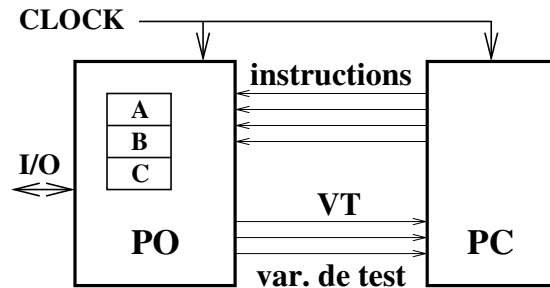 CLOCK
instructions
A
B
I/O
C
VT
PO
PC
var. de test